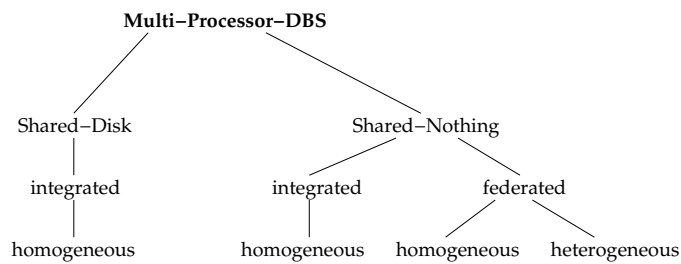 Multi–Processor–DBS
Shared–Disk
Shared–Nothing
integrated
integrated
federated
homogeneous
homogeneous
homogeneous
heterogeneous